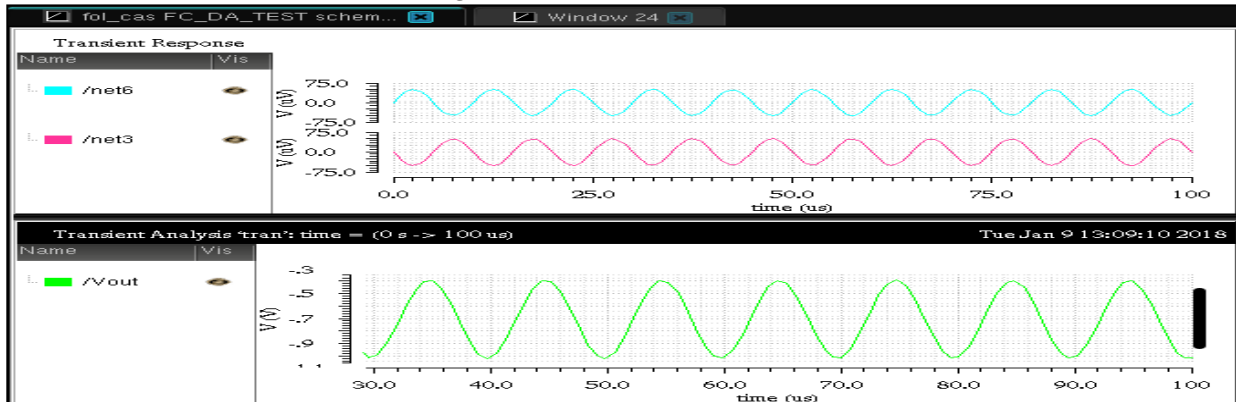 fol_cas FC_DA_TEST schem... Window 24
Transient Response
Name Vis
/net6
/net3
V (uV)
75.0
0.0
-75.0
V (uV)
75.0
0.0
-75.0
0.0 25.0 50.0 75.0 100
time (us)
Transient Analysis 'tran': time = (0 s -> 100 us) Tue Jan 9 13:09:10 2018
Name Vis
/Vout
V (V)
-.3
-.5
-.7
-.9
30.0 40.0 50.0 60.0 70.0 80.0 90.0 100
time (us)